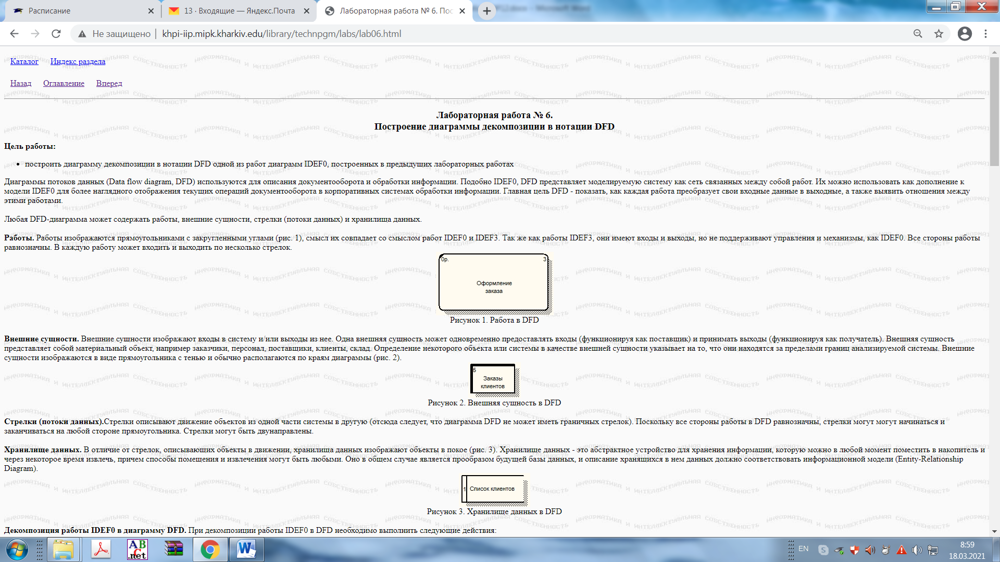 Расписание
13 · Входящие — Яндекс.Почта
Лабораторная работа № 6. Пос
Не защищено
khpi-iip.mipk.kharkiv.edu/library/technpgm/labs/lab06.html
Каталог Индекс раздела
Назад Оглавление Вперед
Лабораторная работа № 6.
Построение диаграммы декомпозиции в нотации DFD
Цель работы:
• построить диаграмму декомпозиции в нотации DFD одной из работ диаграмм IDEF0, построенных в предыдущих лабораторных работах
Диаграммы потоков данных (Data flow diagram, DFD) используются для описания документооборота и обработки информации. Подобно IDEF0, DFD представляет моделируемую систему как сеть связанных между собой работ. Их можно использовать как дополнение к
модели IDEF0 для более наглядного отображения текущих операций документооборота в корпоративных системах обработки информации. Главная цель DFD - показать, как каждая работа преобразует свои входные данные в выходные, а также выявить отношения между
этими работами.
Любая DFD-диаграмма может содержать работы, внешние сущности, стрелки (потоки данных) и хранилища данных.
Работы. Работы изображаются прямоугольниками с закругленными углами (рис. 1), смысл их совпадает со смыслом работ IDEF0 и IDEF3. Так же как работы IDEF3, они имеют входы и выходы, но не поддерживают управления и механизмы, как IDEF0. Все стороны работы
равнозначны. В каждую работу может входить и выходить по несколько стрелок.
0р. 3
Оформление
заказа
Рисунок 1. Работа в DFD
Внешние сущности. Внешние сущности изображают входы в систему и/или выходы из нее. Одна внешняя сущность может одновременно предоставлять входы (функционируя как поставщик) и принимать выходы (функционируя как получатель). Внешняя сущность
представляет собой материальный объект, например заказчики, персонал, поставщики, клиенты, склад. Определение некоторого объекта или системы в качестве внешней сущности указывает на то, что они находятся за пределами границ анализируемой системы. Внешние
сущности изображаются в виде прямоугольника с тенью и обычно располагаются по краям диаграммы (рис. 2).
5
Заказы
клиентов
Рисунок 2. Внешняя сущность в DFD
Стрелки (потоки данных).Стрелки описывают движение объектов из одной части системы в другую (отсюда следует, что диаграмма DFD не может иметь граничных стрелок). Поскольку все стороны работы в DFD равнозначны, стрелки могут могут начинаться и
заканчиваться на любой стороне прямоугольника. Стрелки могут быть двунаправлены.
Хранилище данных. В отличие от стрелок, описывающих объекты в движении, хранилища данных изображают объекты в покое (рис. 3). Хранилище данных - это абстрактное устройство для хранения информации, которую можно в любой момент поместить в накопитель и
через некоторое время извлечь, причем способы помещения и извлечения могут быть любыми. Оно в общем случае является прообразом будущей базы данных, и описание хранящихся в нем данных должно соответствовать информационной модели (Entity-Relationship
Diagram).
1 Список клиентов
Рисунок 3. Хранилище данных в DFD
Декомпозиция работы IDEF0 в диаграмму DFD. При декомпозиции работы IDEF0 в DFD необходимо выполнить следующие действия:
ABC.net
EN
8:59
18.03.2021